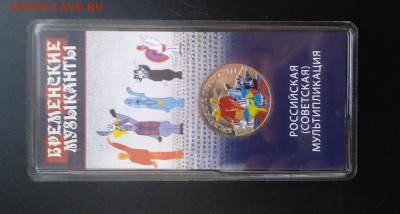 COINS.LAVE.RU
БРЕМЕНСКИЕ
МУЗЫКАНТЫ
РОССИЙСКАЯ
(СОВЕТСКАЯ)
МУЛЬТИПЛИКАЦИЯ